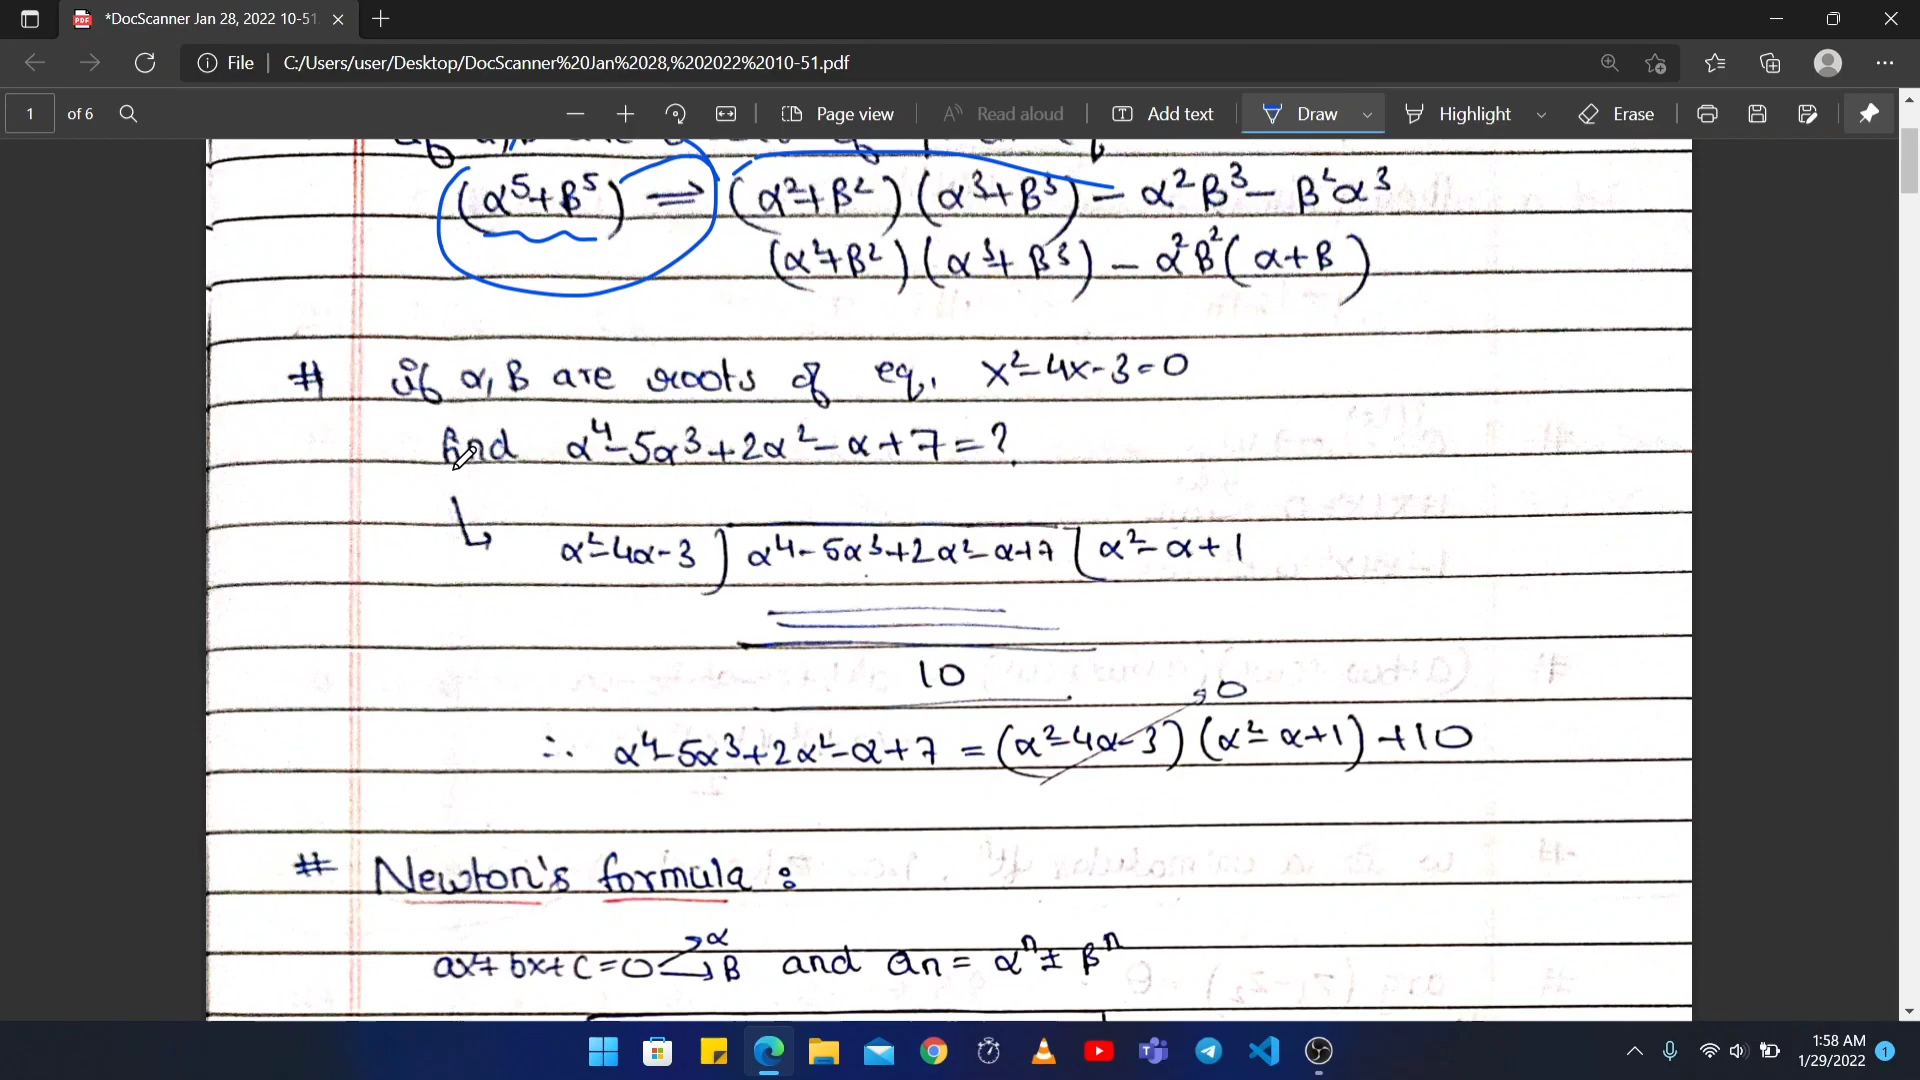 *DocScanner Jan 28, 2022 10-51
File C:/Users/user/Desktop/DocScanner%20Jan%2028,%202022%2010-51.pdf
1 of 6 Page view Read aloud Add text Draw Highlight Erase
(α⁵+β⁵) ⇒ (α²+β²)(α³+β³) - α²β³ - β²α³
(α²+β²)(α³+β³) - α²β²(α+β)
# if α, β are roots of eq. x²-4x-3=0
find α⁴-5α³+2α²-α+7=?
↳ α²-4α-3) α⁴-5α³+2α²-α+7 (α²-α+1
10
0
∴ α⁴-5α³+2α²-α+7 = (α²-4α-3)(α²-α+1)+10
# Newton's formula :
α
ax²+bx+c=0 β and an = αⁿ ± βⁿ
1:58 AM
1/29/2022
1